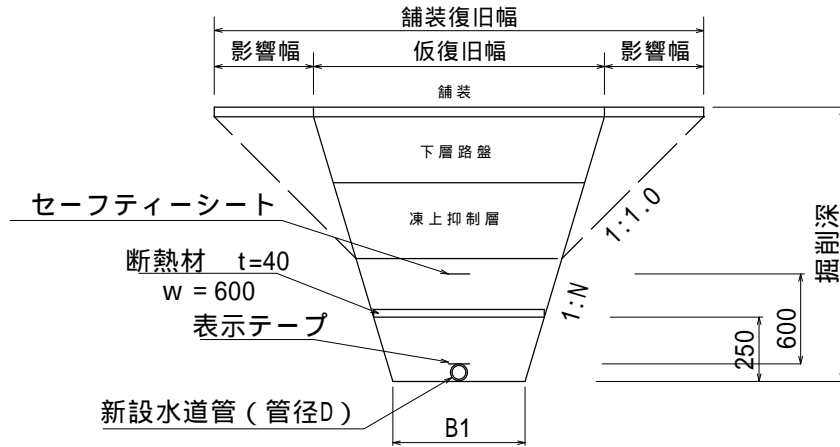 舗装復旧幅
影響幅
仮復旧幅
影響幅
舗装
下層路盤
セーフティーシート
凍上抑制層
1:1.0
掘削深
断熱材 t=40
w = 600
1:N
表示テープ
600
250
新設水道管（管径D）
B1